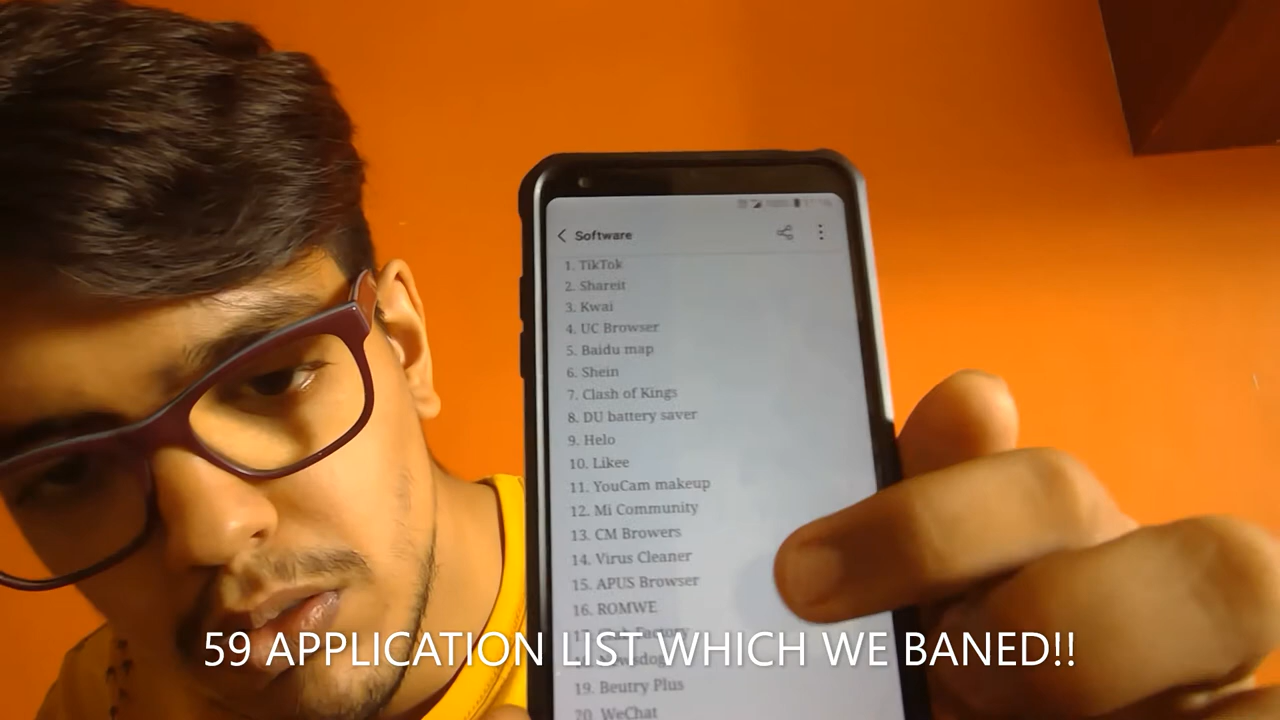 Software
1. TikTok
2. Shareit
3. Kwai
4. UC Browser
5. Baidu map
6. Shein
7. Clash of Kings
8. DU battery saver
9. Helo
10. Likee
11. YouCam makeup
12. Mi Community
13. CM Browers
14. Virus Cleaner
15. APUS Browser
16. ROMWE
59 APPLICATION LIST WHICH WE BANED!!
19. Beutry Plus
20. WeChat